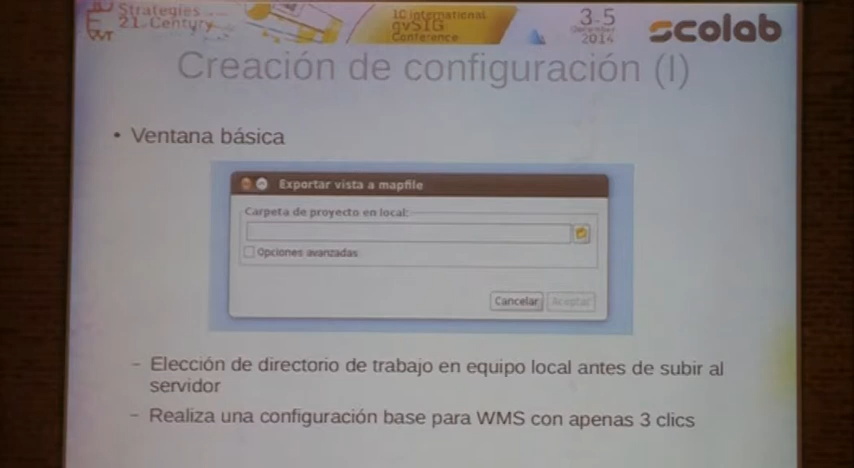 Strategies
21-Century
10 international
gvSIG
Conference
3-5
December
2014
scolab
Creación de configuración (I)
• Ventana básica
Exportar vista a mapfile
Carpeta de proyecto en local:
Opciones avanzadas
Cancelar Aceptar
– Elección de directorio de trabajo en equipo local antes de subir al
servidor
– Realiza una configuración base para WMS con apenas 3 clics